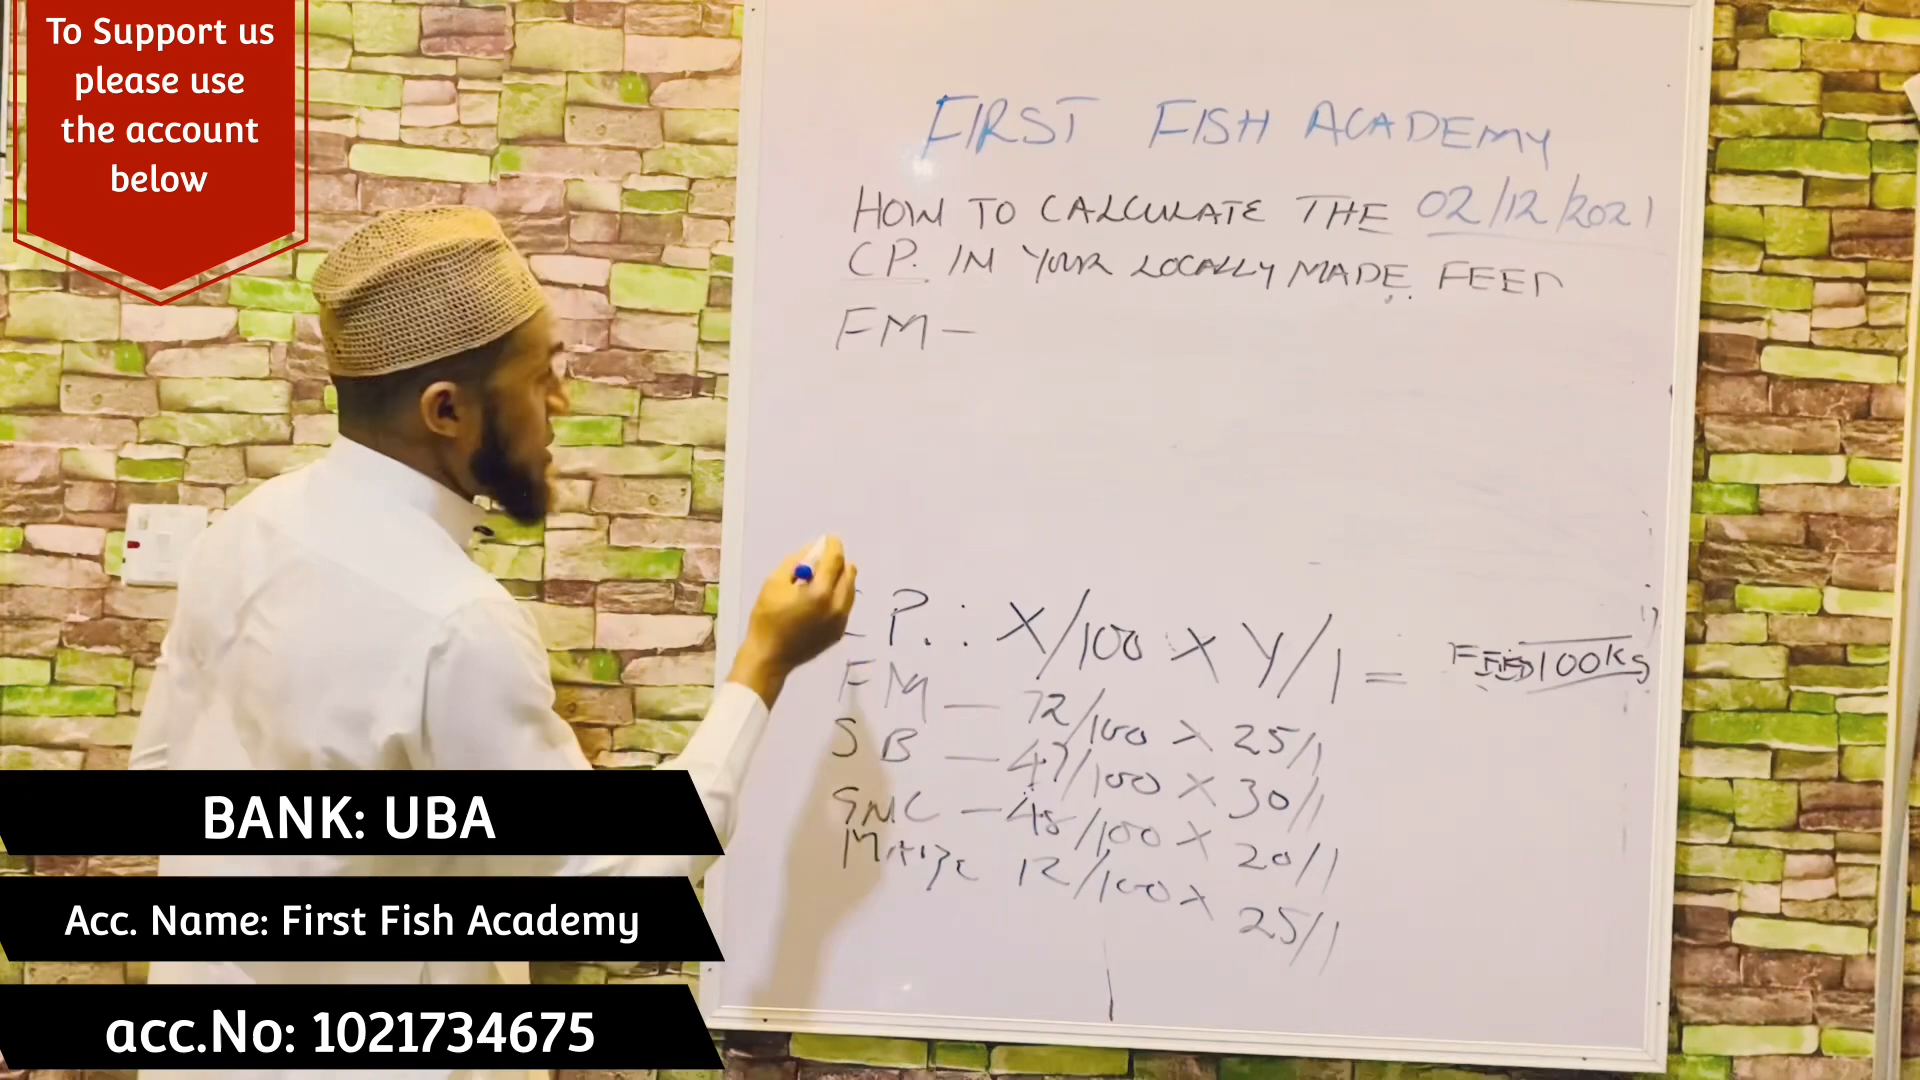 To Support us
please use
the account
below
FIRST FISH ACADEMY
HOW TO CALCULATE THE 02/12/2021
CP. IN YOUR LOCALLY MADE FEED
FM —
CP. : X/100 X Y/1 = FEED 100KG
FM — 72/100 X 25/1
SB — 47/100 X 30/1
GNC — 48/100 X 20/1
Maize 12/100 X 25/1
BANK: UBA
Acc. Name: First Fish Academy
acc.No: 1021734675